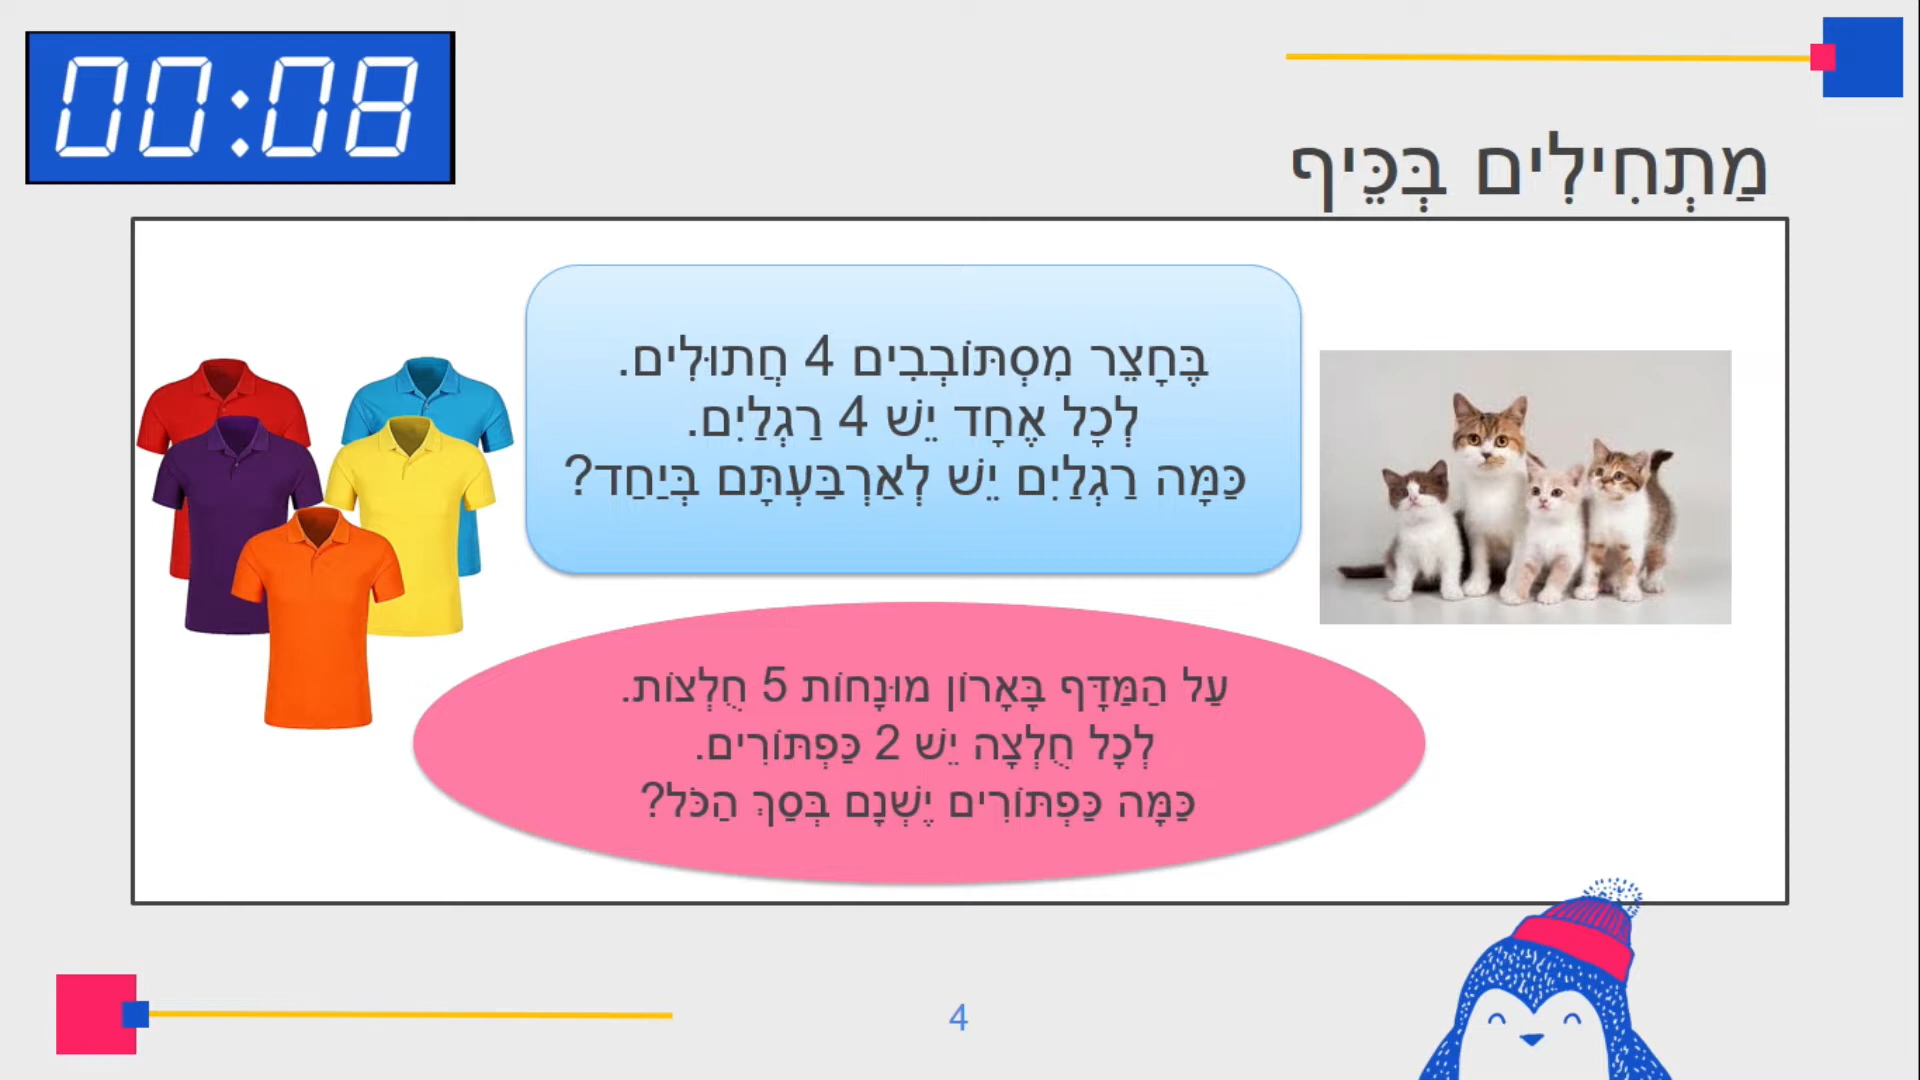 00:08
מַתְחִילִים בְּכֵּיף
בֶּחָצֵר מִסְתּוֹבְבִים 4 חֲתוּלִים.
לְכָל אֶחָד יֵשׁ 4 רַגְלַיִם.
כַּמָּה רַגְלַיִם יֵשׁ לְאַרְבַּעְתָּם בְּיַחַד?
עַל הַמַּדָּף בָּאָרוֹן מוּנָחוֹת 5 חֻלְצוֹת.
לְכָל חֻלְצָה יֵשׁ 2 כַּפְתּוֹרִים.
כַּמָּה כַּפְתּוֹרִים יֶשְׁנָם בְּסַךְ הַכֹּל?
4